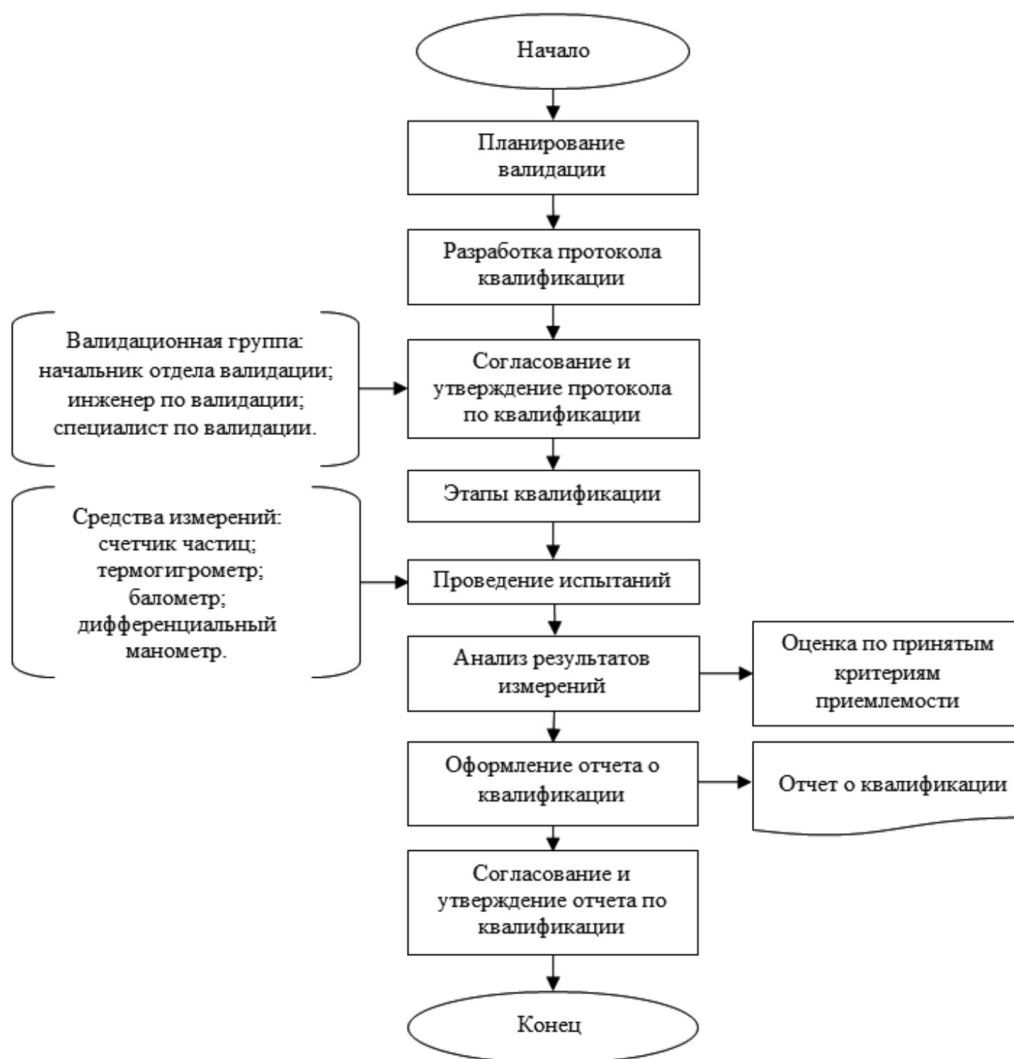 Начало
Планирование
валидации
Разработка протокола
квалификации
Валидационная группа:
начальник отдела валидации;
инженер по валидации;
специалист по валидации.
Согласование и
утверждение протокола
по квалификации
Этапы квалификации
Средства измерений:
счетчик частиц;
термогигрометр;
балометр;
дифференциальный
манометр.
Проведение испытаний
Анализ результатов
измерений
Оценка по принятым
критериям
приемлемости
Оформление отчета о
квалификации
Отчет о квалификации
Согласование и
утверждение отчета по
квалификации
Конец